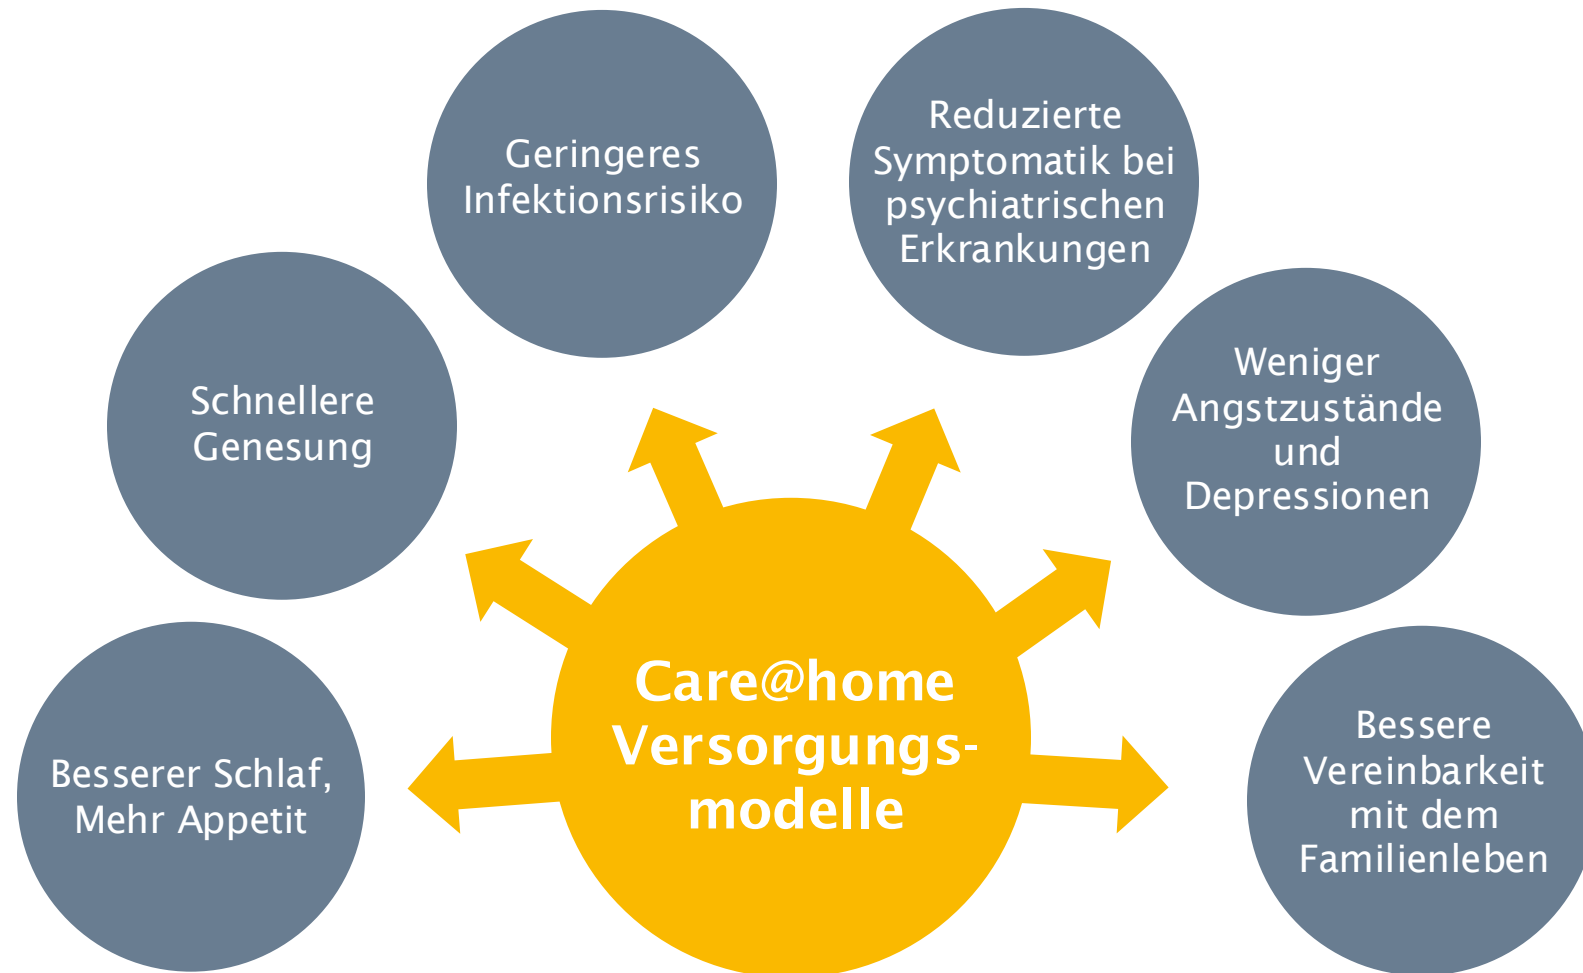 Geringeres
Infektionsrisiko
Reduzierte
Symptomatik bei
psychiatrischen
Erkrankungen
Schnellere
Genesung
Weniger
Angstzustände
und
Depressionen
Besserer Schlaf,
Mehr Appetit
Care@home
Versorgungs-
modelle
Bessere
Vereinbarkeit
mit dem
Familienleben